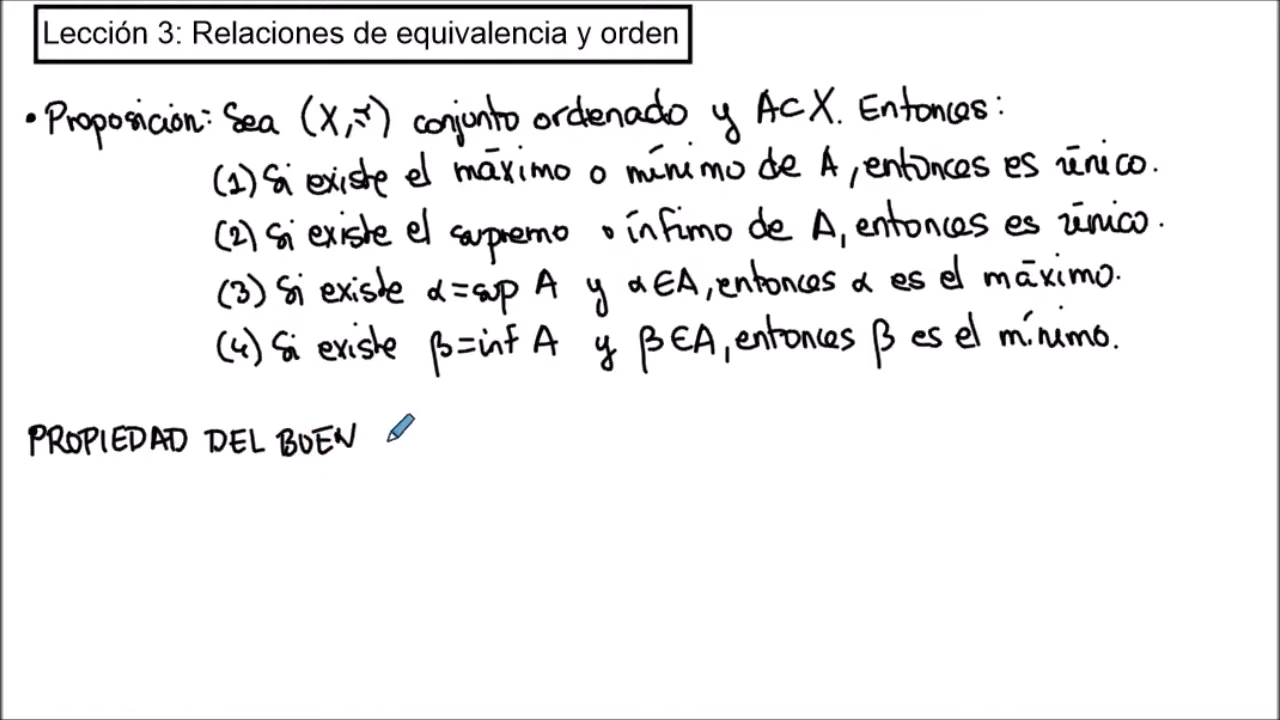 Lección 3: Relaciones de equivalencia y orden
• Proposición: Sea (X,≼) conjunto ordenado y A⊂X. Entonces:
(1) Si existe el máximo o mínimo de A, entonces es único.
(2) Si existe el supremo o ínfimo de A, entonces es único.
(3) Si existe α=sup A y α∈A, entonces α es el máximo.
(4) Si existe β=inf A y β∈A, entonces β es el mínimo.
PROPIEDAD DEL BUEN